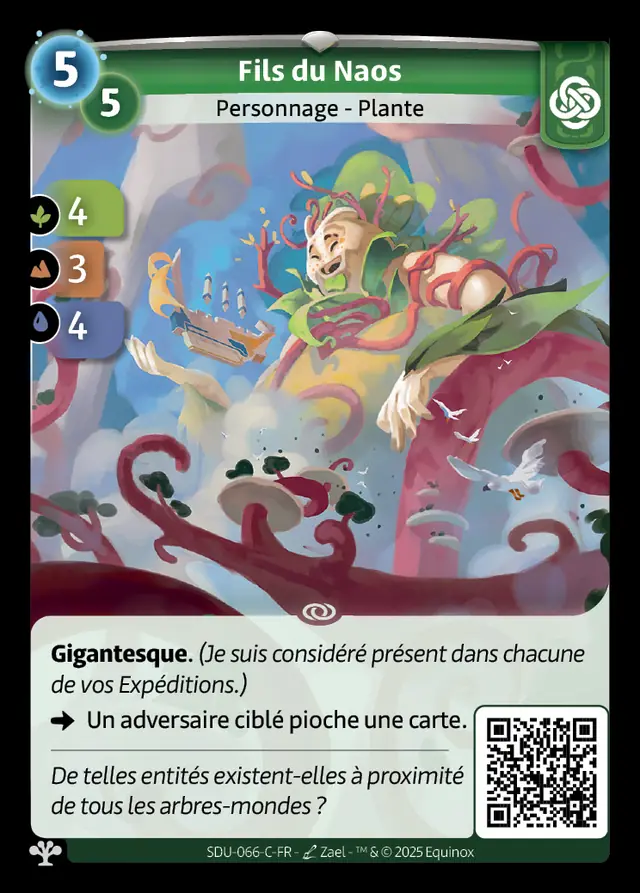 5
5
Fils du Naos
Personnage - Plante
4
3
4
Gigantesque. (Je suis considéré présent dans chacune
de vos Expéditions.)
Un adversaire ciblé pioche une carte.
De telles entités existent-elles à proximité
de tous les arbres-mondes ?
SDU-066-C-FR - Zael - ™ & © 2025 Equinox